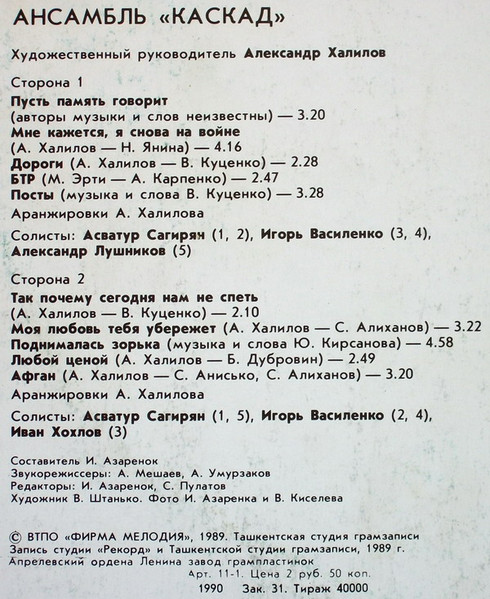 АНСАМБЛЬ «КАСКАД»
Художественный руководитель Александр Халилов
Сторона 1
Пусть память говорит
(авторы музыки и слов неизвестны) — 3.20
Мне кажется, я снова на войне
(А. Халилов — Н. Янина) — 4.16
Дороги (А. Халилов — В. Куценко) — 2.28
БТР (М. Эрти — А. Карпенко) — 2.47
Посты (музыка и слова В. Куценко) — 3.28
Аранжировки А. Халилова
Солисты: Асватур Сагирян (1, 2), Игорь Василенко (3, 4),
Александр Лушников (5)
Сторона 2
Так почему сегодня нам не спеть
(А. Халилов — В. Куценко) — 2.10
Моя любовь тебя убережет (А. Халилов — С. Алиханов) — 3.22
Поднималась зорька (музыка и слова Ю. Кирсанова) — 4.58
Любой ценой (А. Халилов — Б. Дубровин) — 2.49
Афган (А. Халилов — С. Анисько, С. Алиханов) — 3.20
Аранжировки А. Халилова
Солисты: Асватур Сагирян (1, 5), Игорь Василенко (2, 4),
Иван Хохлов (3)
Составитель И. Азаренок
Звукорежиссеры: А. Мешаев, А. Умурзаков
Редакторы: И. Азаренок, С. Пулатов
Художник В. Штанько. Фото И. Азаренка и В. Киселева
© ВТПО «ФИРМА МЕЛОДИЯ», 1989. Ташкентская студия грамзаписи
Запись студии «Рекорд» и Ташкентской студии грамзаписи, 1989 г.
Апрелевский ордена Ленина завод грампластинок
Арт. 11-1. Цена 2 руб. 50 коп.
1990 Зак. 31. Тираж 40000